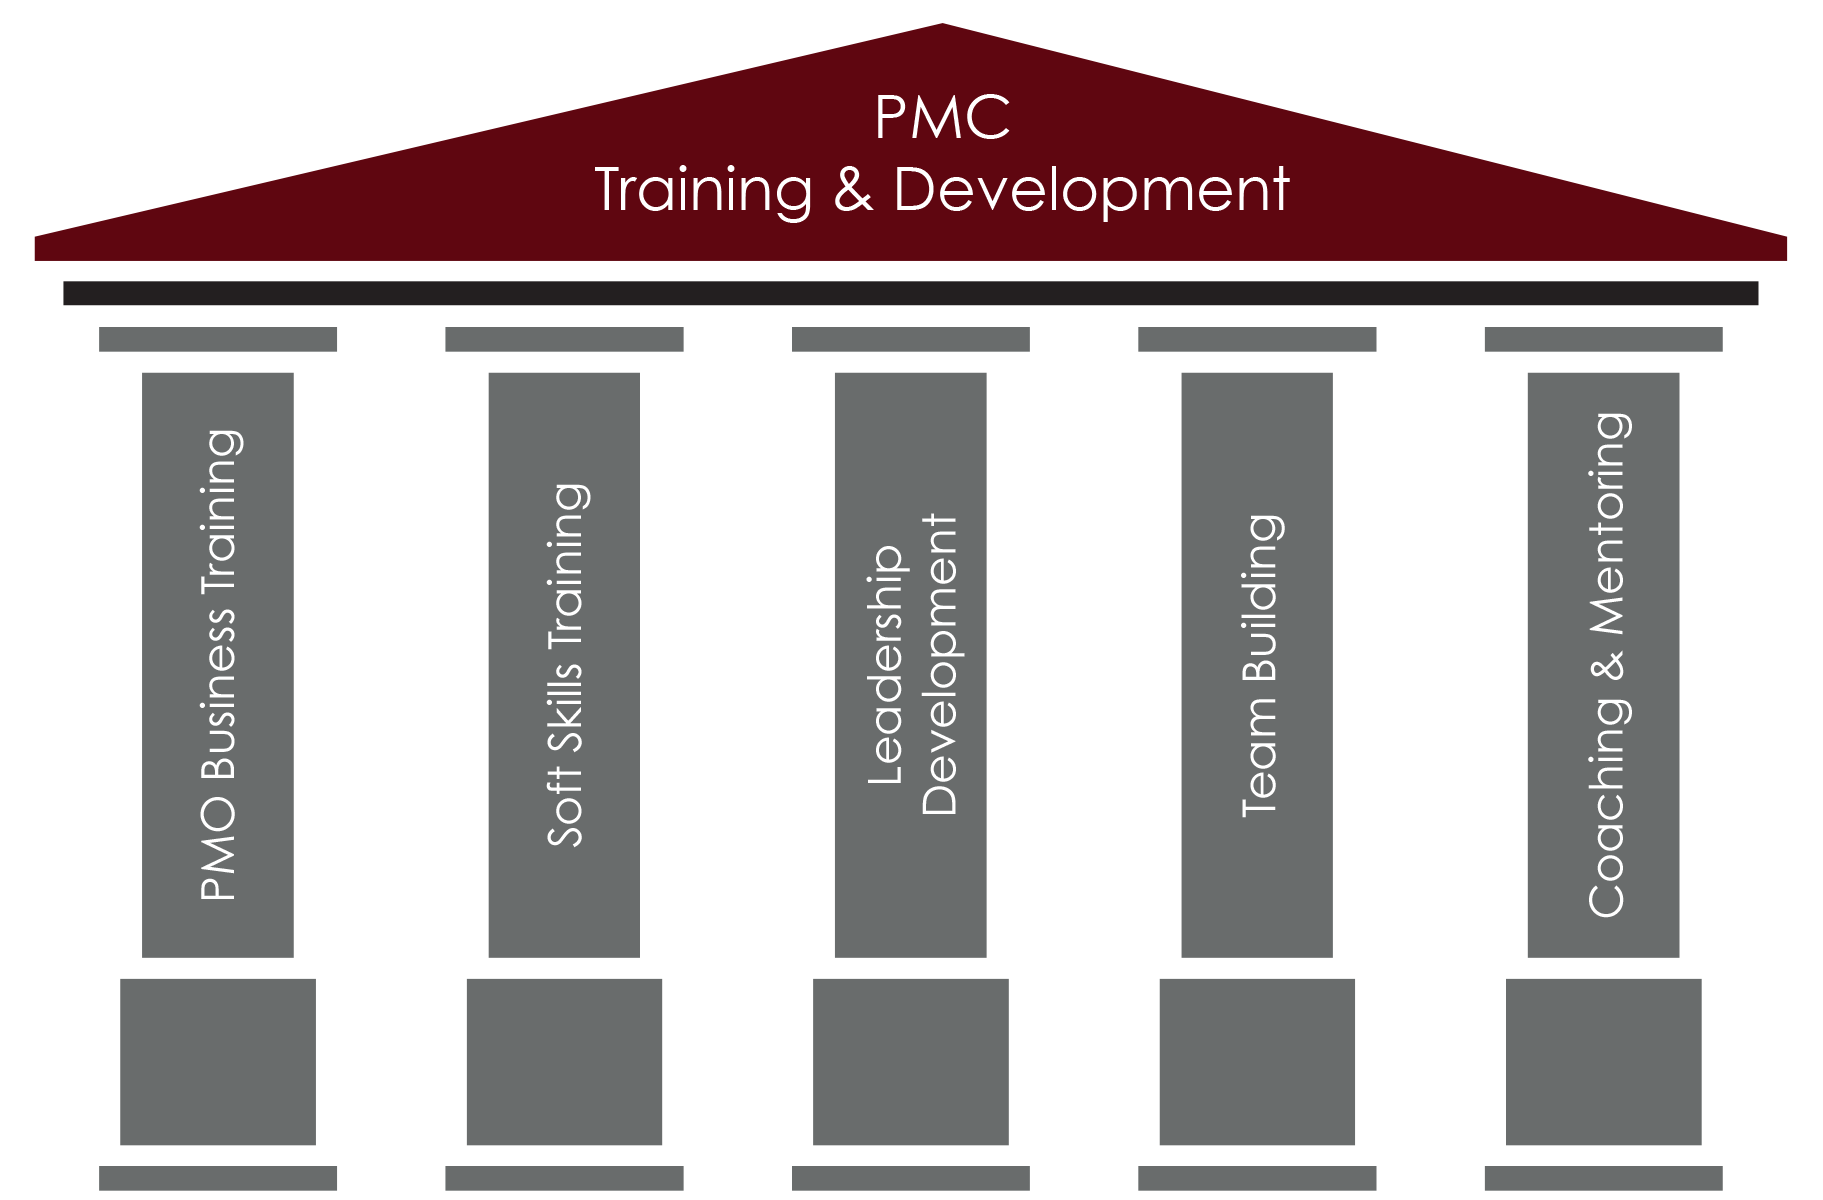 PMC
Training & Development
PMO Business Training
Soft Skills Training
Leadership
Development
Team Building
Coaching & Mentoring